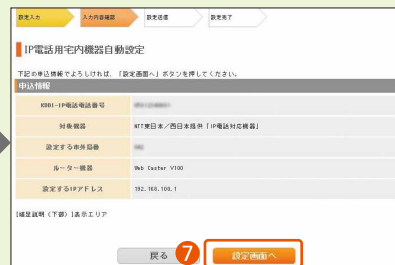 設定入力 入力内容確認 設定送信 設定完了
IP電話用宅内機器自動設定
下記の申込情報でよろしければ、「設定画面へ」ボタンを押してください。
申込情報
KDDI-IP電話電話番号
対象機器 NTT東日本/西日本提供「IP電話対応機器」
設定する市外局番
ルーター機器 Web Caster V100
設定するIPアドレス 192.168.100.1
[補足説明(下部)]表示エリア
戻る 7 設定画面へ